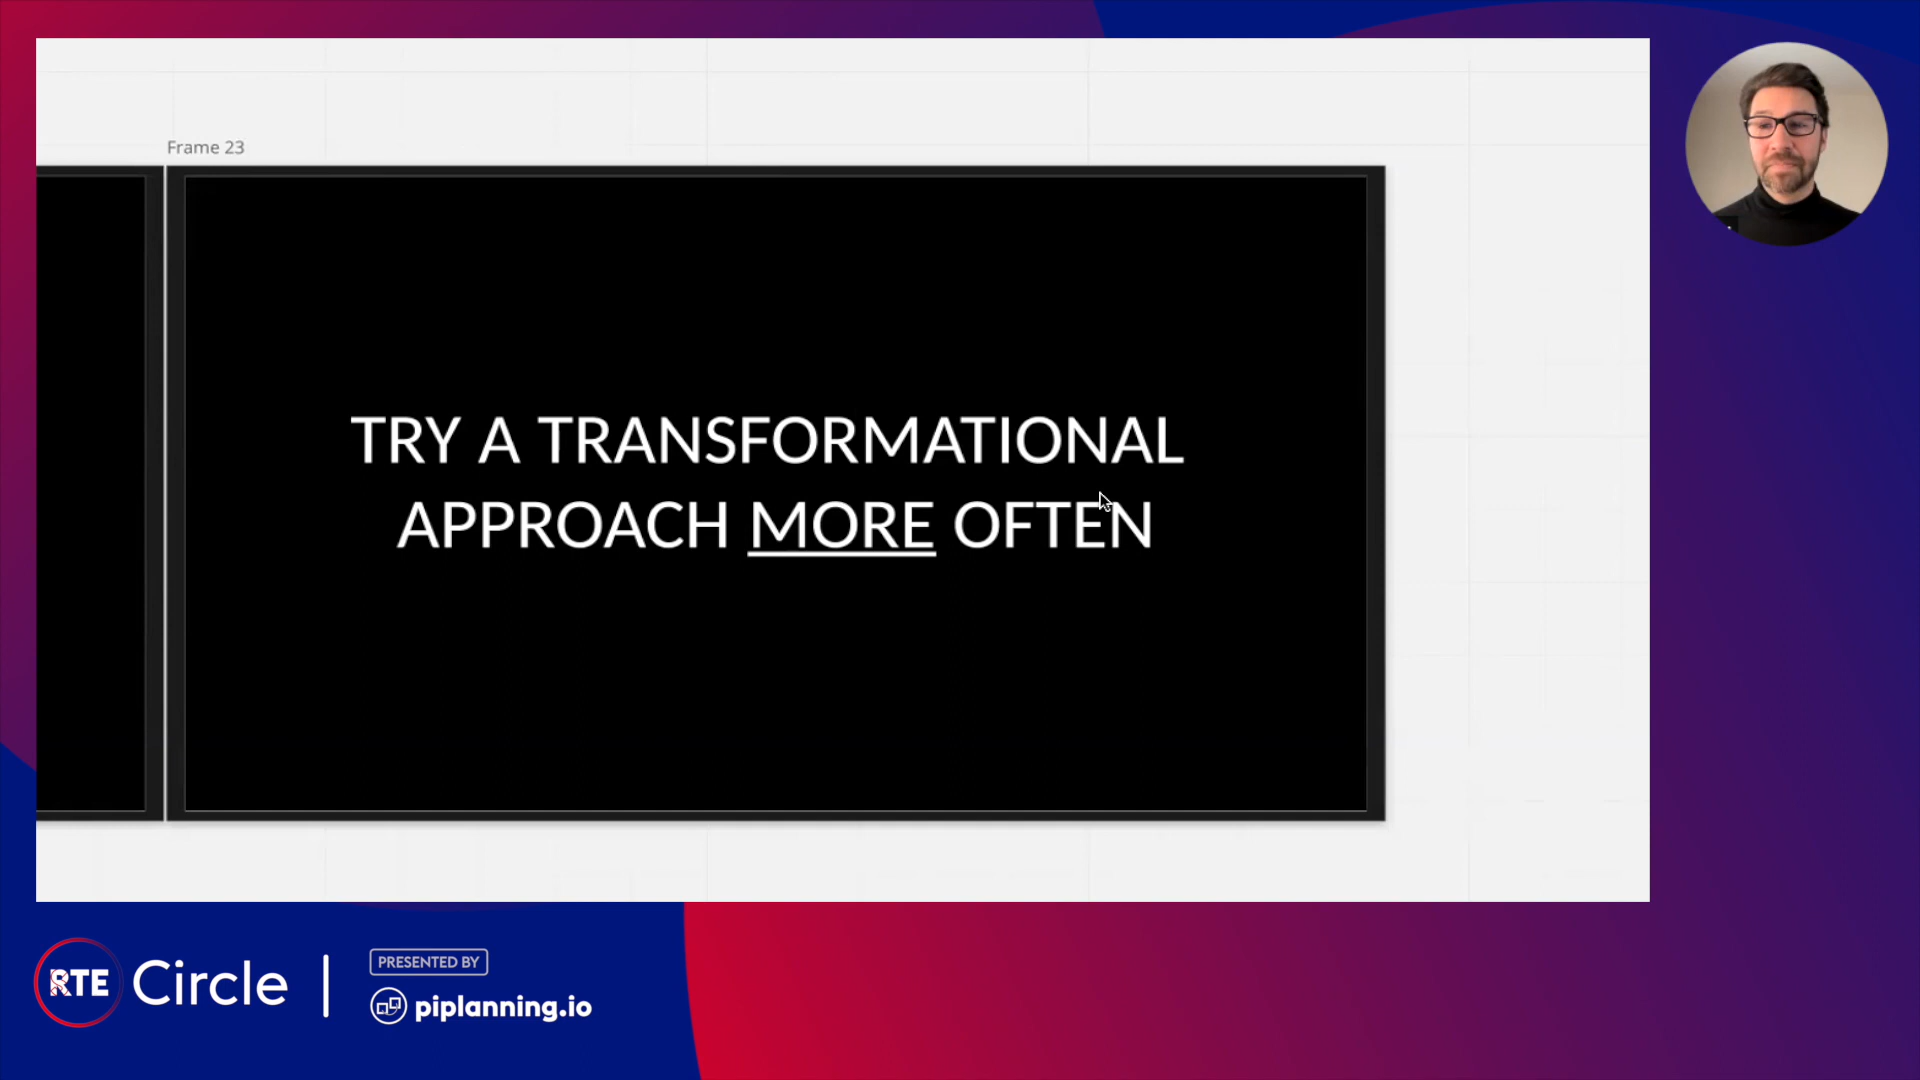 Frame 23
TRY A TRANSFORMATIONAL
APPROACH MORE OFTEN
RTE Circle
PRESENTED BY
piplanning.io